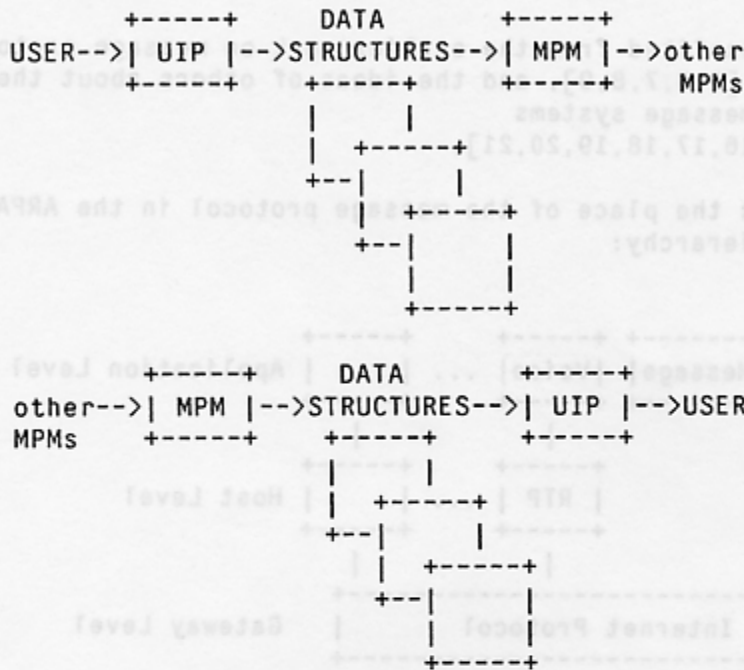 +-----+ DATA +-----+
USER-->| UIP |-->STRUCTURES-->| MPM |-->other
+-----+ +-----+ +-----+ MPMs
| |
| +-----+
+--| |
| +-----+
+--| |
| |
+-----+
+-----+ DATA +-----+
other-->| MPM |-->STRUCTURES-->| UIP |-->USER
MPMs +-----+ +-----+ +-----+
| |
| +-----+
+--| |
| +-----+
+--| |
| |
+-----+